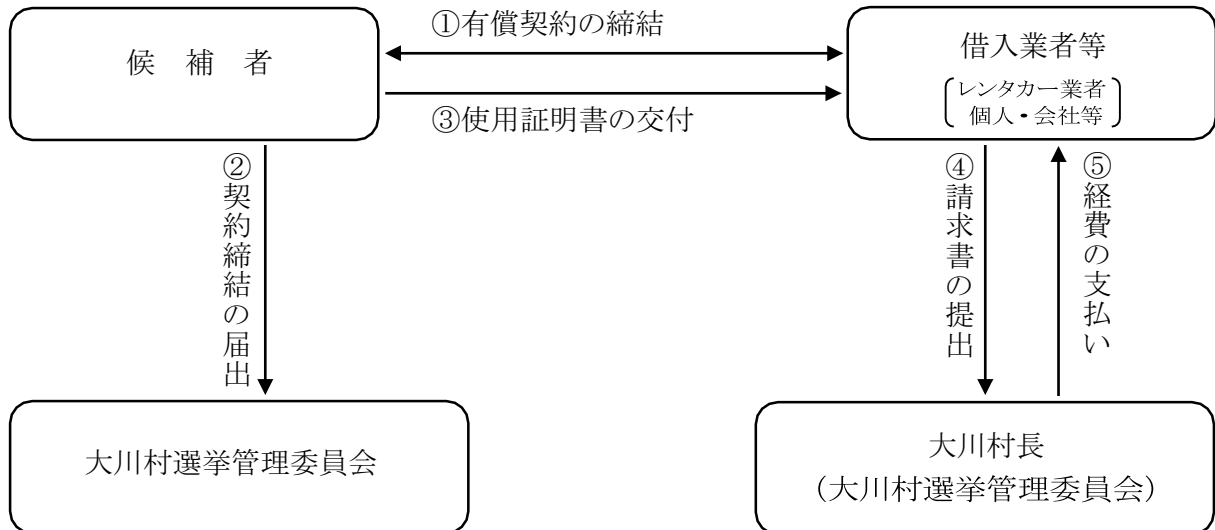 ①有償契約の締結
候　補　者
借入業者等
レンタカー業者
個人・会社等
③使用証明書の交付
②契約締結の届出
④請求書の提出
⑤経費の支払い
大川村選挙管理委員会
大川村長
（大川村選挙管理委員会）